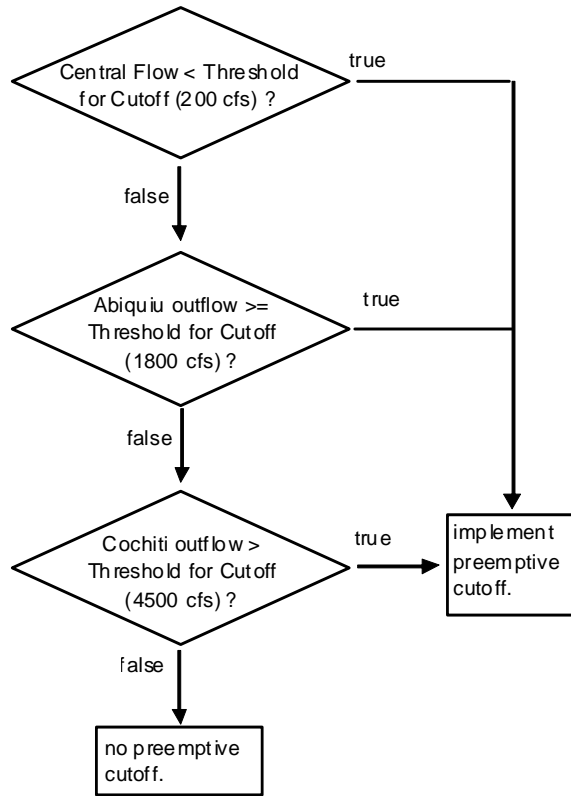 Central Flow < Threshold
for Cutoff (200 cfs) ?
true
false
Abiquiu outflow >=
Threshold for Cutoff
(1800 cfs) ?
true
false
Cochiti outflow >
Threshold for Cutoff
(4500 cfs) ?
true
implement
preemptive
cutoff.
false
no preemptive
cutoff.